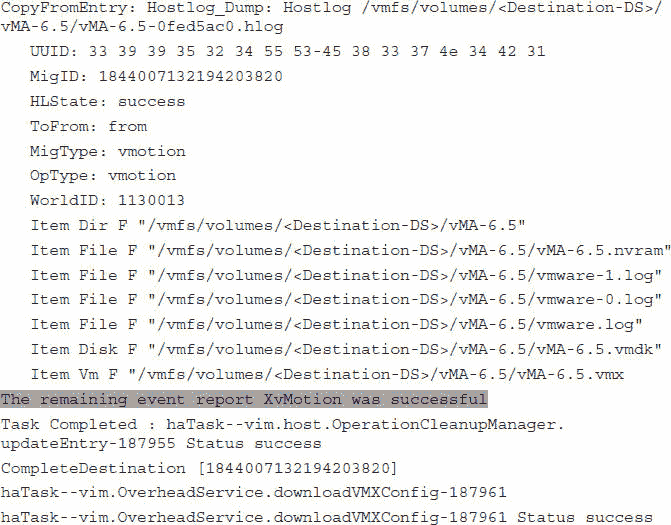 CopyFromEntry: Hostlog_Dump: Hostlog /vmfs/volumes/<Destination-DS>/
vMA-6.5/vMA-6.5-0fed5ac0.hlog
UUID: 33 39 39 35 32 34 55 53-45 38 33 37 4e 34 42 31
MigID: 1844007132194203820
HLState: success
ToFrom: from
MigType: vmotion
OpType: vmotion
WorldID: 1130013
Item Dir F "/vmfs/volumes/<Destination-DS>/vMA-6.5"
Item File F "/vmfs/volumes/<Destination-DS>/vMA-6.5/vMA-6.5.nvram"
Item File F "/vmfs/volumes/<Destination-DS>/vMA-6.5/vmware-1.log"
Item File F "/vmfs/volumes/<Destination-DS>/vMA-6.5/vmware-0.log"
Item File F "/vmfs/volumes/<Destination-DS>/vMA-6.5/vmware.log"
Item Disk F "/vmfs/volumes/<Destination-DS>/vMA-6.5/vMA-6.5.vmdk"
Item Vm F "/vmfs/volumes/<Destination-DS>/vMA-6.5/vMA-6.5.vmx
The remaining event report XvMotion was successful
Task Completed : haTask--vim.host.OperationCleanupManager.
updateEntry-187955 Status success
CompleteDestination [1844007132194203820]
haTask--vim.OverheadService.downloadVMXConfig-187961
haTask--vim.OverheadService.downloadVMXConfig-187961 Status success